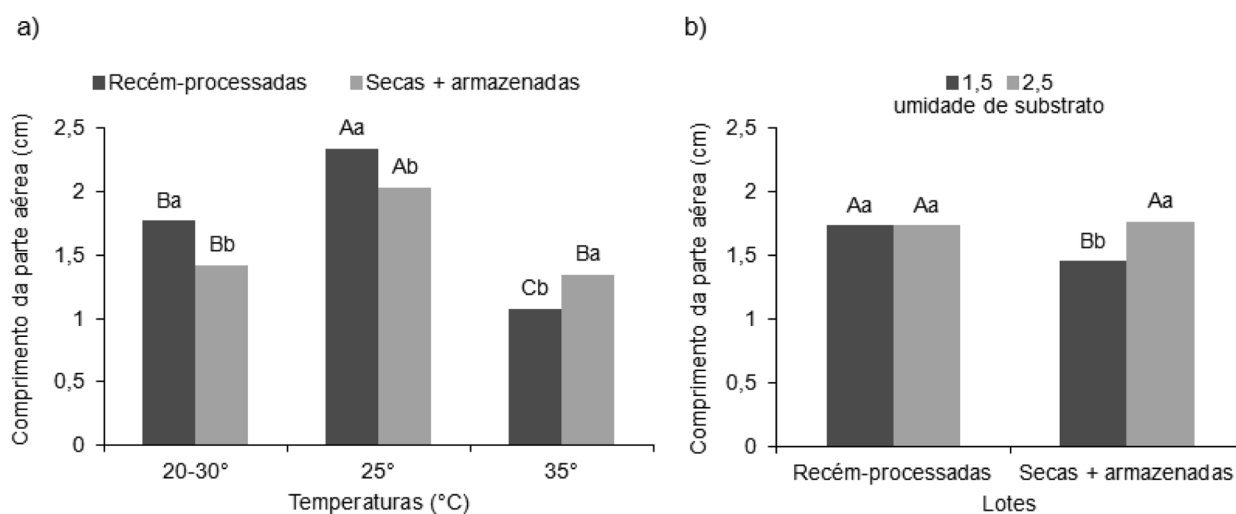 a)
Recém-processadas Secas + armazenadas
Comprimento da parte aérea (cm)
2,5
2
1,5
1
0,5
0
Ba
Bb
Aa
Ab
Cb
Ba
20-30° 25° 35°
Temperaturas (°C)
b)
1,5 2,5
umidade de substrato
Comprimento da parte aérea (cm)
2,5
2
1,5
1
0,5
0
Aa
Aa
Bb
Aa
Recém-processadas Secas + armazenadas
Lotes